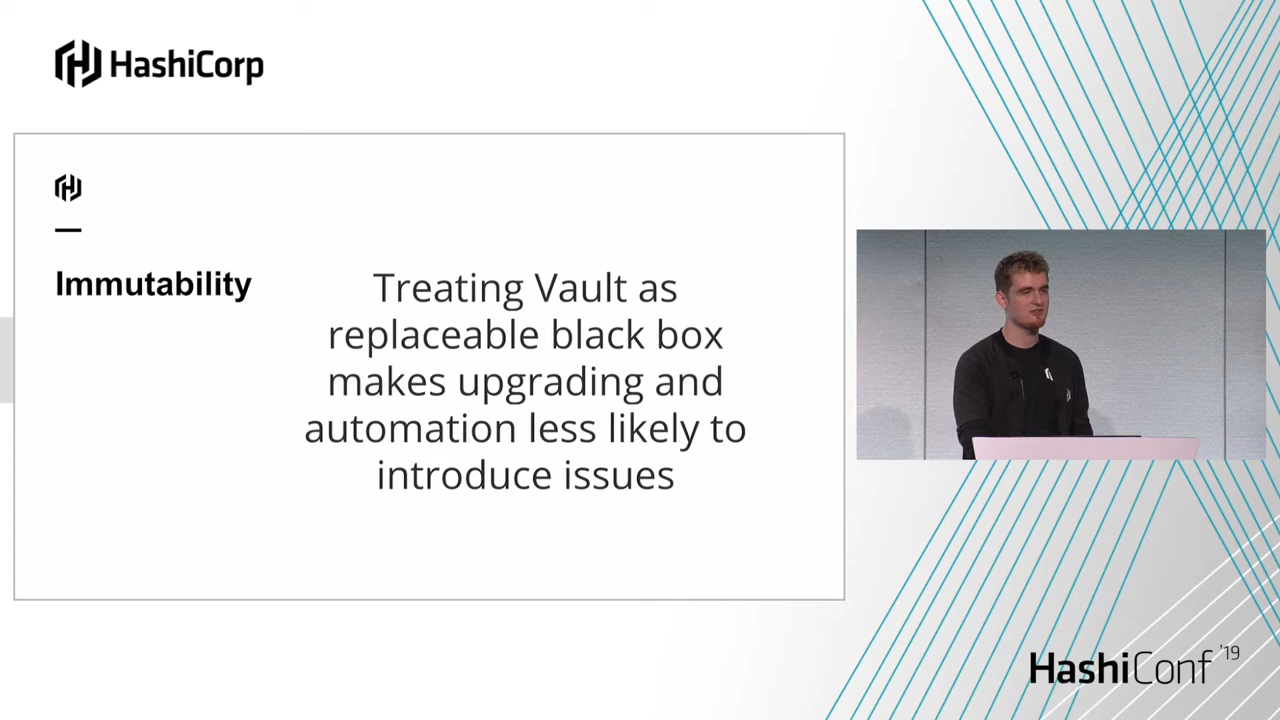 HashiCorp
Immutability
Treating Vault as
replaceable black box
makes upgrading and
automation less likely to
introduce issues
HashiConf '19